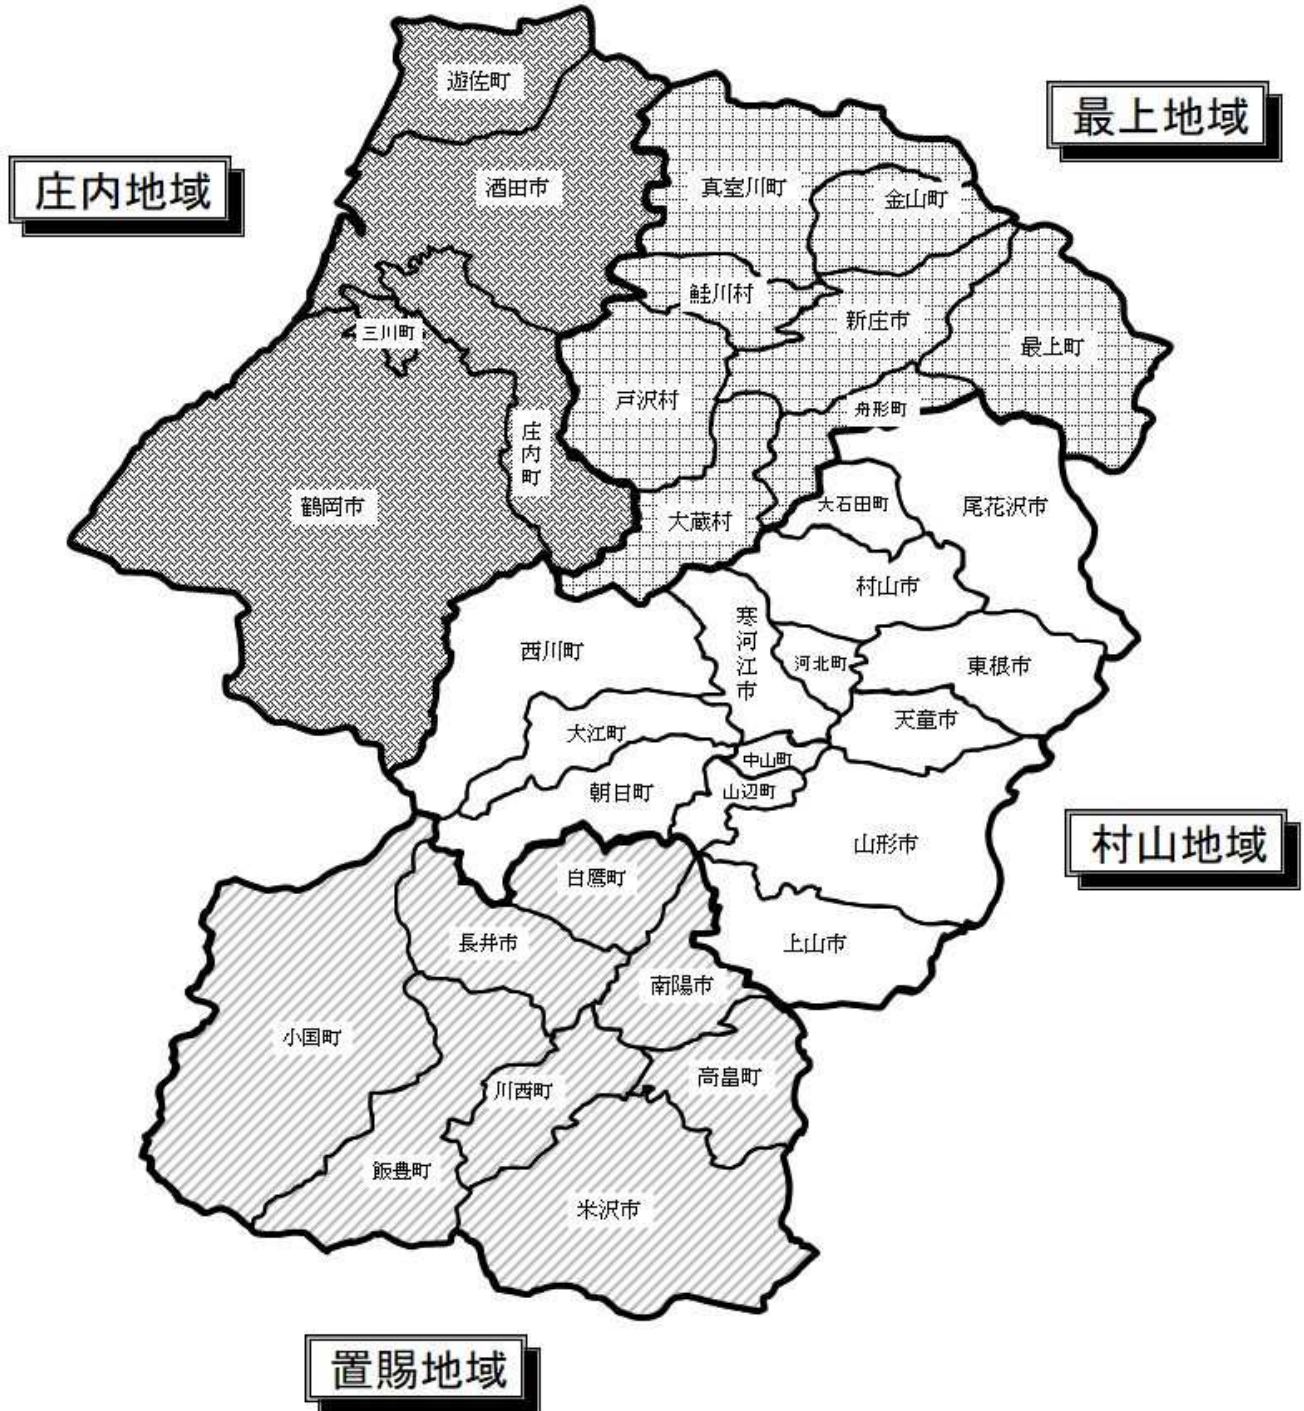 遊佐町
最上地域
庄内地域
酒田市
真室川町
金山町
鮭川村
新庄市
三川町
最上町
戸沢村
舟形町
庄内町
鶴岡市
大石田町
尾花沢市
大蔵村
村山市
寒河江市
西川町
河北町
東根市
天童市
大江町
中山町
朝日町
山辺町
山形市
村山地域
白鷹町
長井市
上山市
南陽市
小国町
高畠町
川西町
飯豊町
米沢市
置賜地域